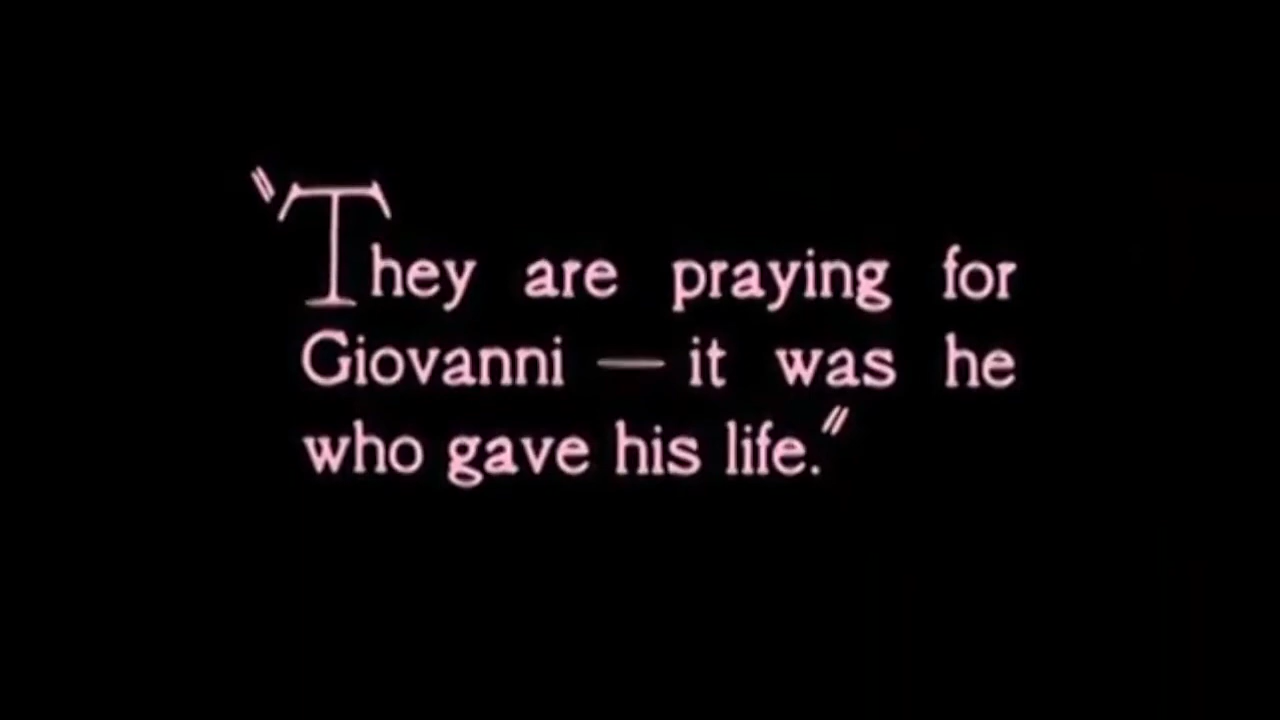 "They are praying for
Giovanni — it was he
who gave his life."